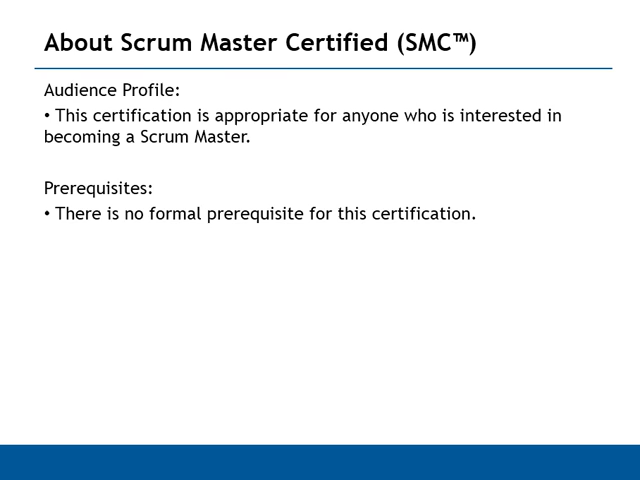 About Scrum Master Certified (SMC™)
Audience Profile:
• This certification is appropriate for anyone who is interested in
becoming a Scrum Master.
Prerequisites:
• There is no formal prerequisite for this certification.